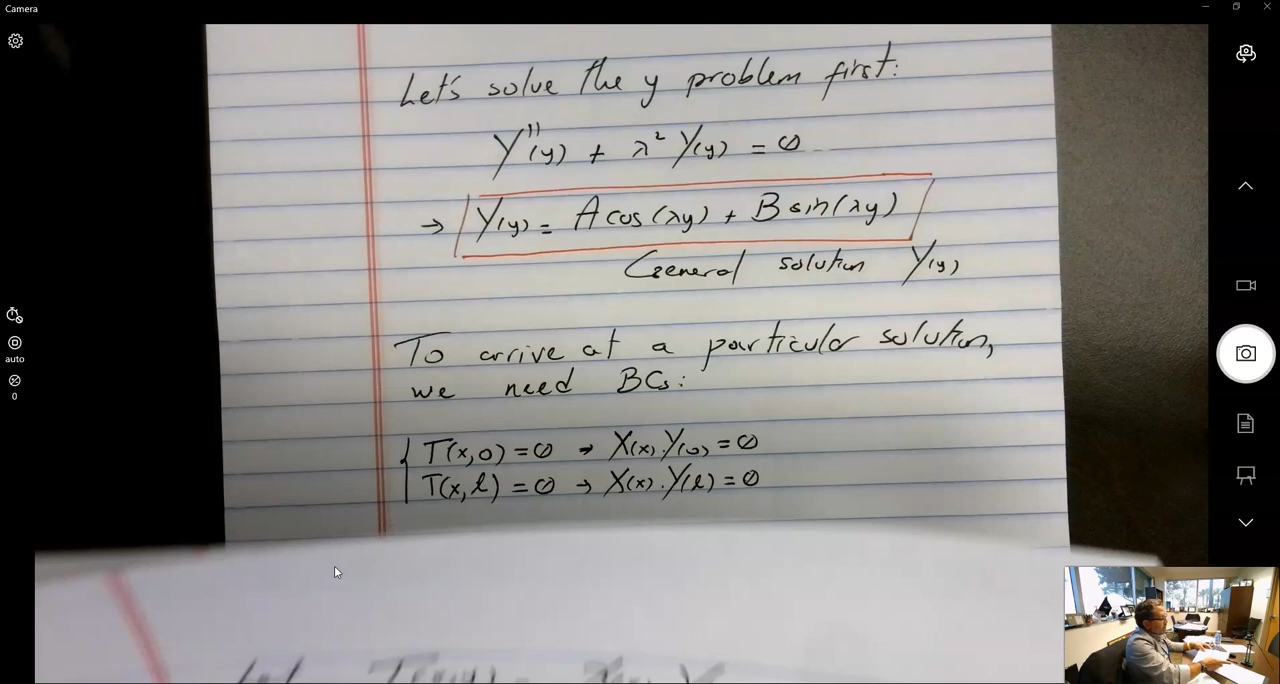 Camera
Let's solve the y problem first:
Y''(y) + λ² Y(y) = 0
→ Y(y) = A cos(λy) + B sin(λy)
General solution Y(y)
To arrive at a particular solution,
we need BCs:
{ T(x,0) = 0 → X(x).Y(0) = 0
T(x,l) = 0 → X(x).Y(l) = 0
auto
0